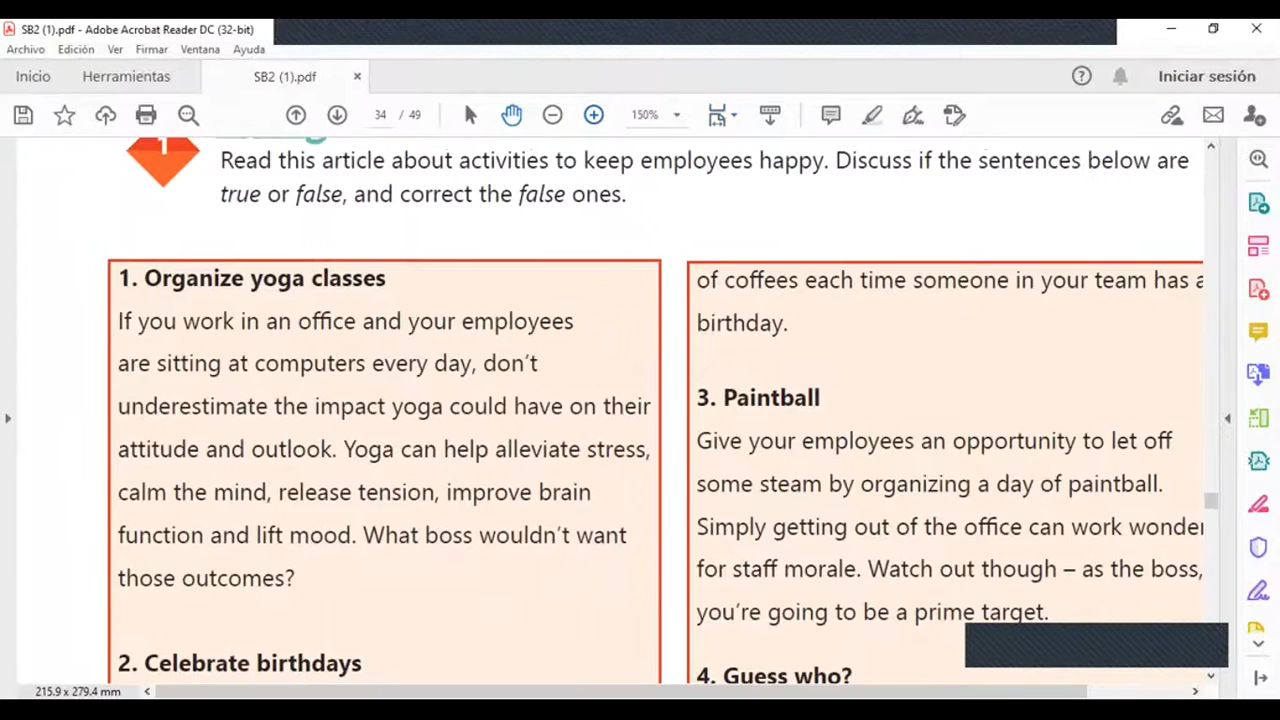 SB2 (1).pdf - Adobe Acrobat Reader DC (32-bit)
Archivo Edición Ver Firmar Ventana Ayuda
Inicio Herramientas SB2 (1).pdf × Iniciar sesión
34 / 49 150%
1
Read this article about activities to keep employees happy. Discuss if the sentences below are
true or false, and correct the false ones.
1. Organize yoga classes
If you work in an office and your employees
are sitting at computers every day, don't
underestimate the impact yoga could have on their
attitude and outlook. Yoga can help alleviate stress,
calm the mind, release tension, improve brain
function and lift mood. What boss wouldn't want
those outcomes?
2. Celebrate birthdays
of coffees each time someone in your team has a
birthday.
3. Paintball
Give your employees an opportunity to let off
some steam by organizing a day of paintball.
Simply getting out of the office can work wonder
for staff morale. Watch out though – as the boss,
you're going to be a prime target.
4. Guess who?
215.9 x 279.4 mm